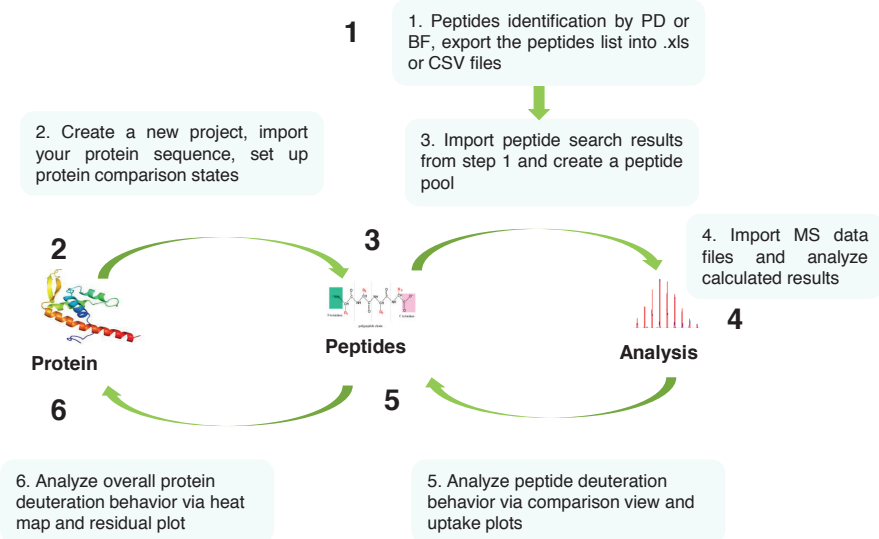 1
1. Peptides identification by PD or
BF, export the peptides list into .xls
or CSV files
2. Create a new project, import
your protein sequence, set up
protein comparison states
3. Import peptide search results
from step 1 and create a peptide
pool
2
3
4. Import MS data
files and analyze
calculated results
4
Protein
Peptides
Analysis
6
5
6. Analyze overall protein
deuteration behavior via heat
map and residual plot
5. Analyze peptide deuteration
behavior via comparison view and
uptake plots